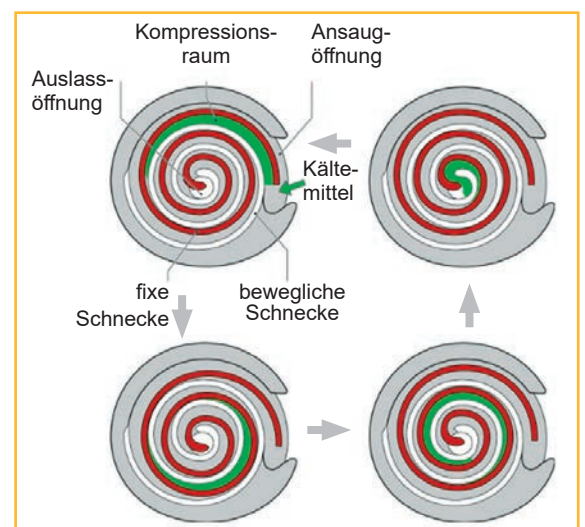 Kompressions-
raum
Ansaug-
öffnung
Auslass-
öffnung
Kälte-
mittel
fixe
Schnecke
bewegliche
Schnecke